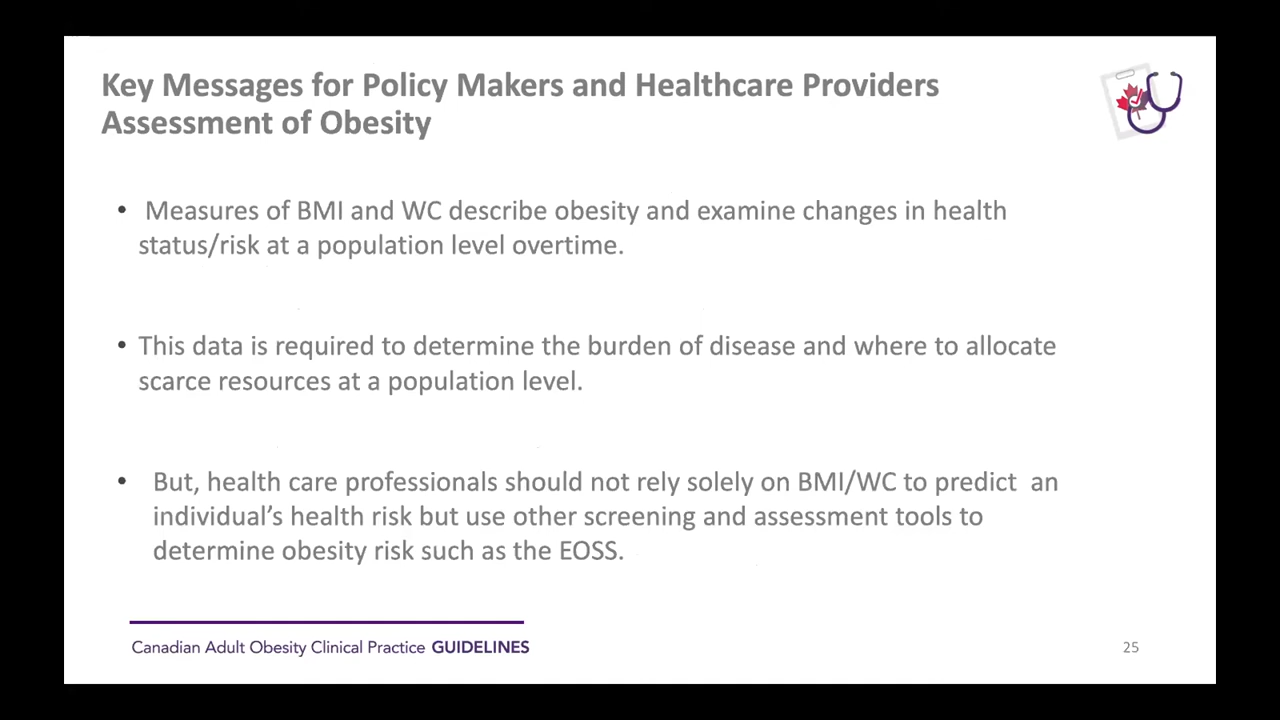 Key Messages for Policy Makers and Healthcare Providers
Assessment of Obesity
• Measures of BMI and WC describe obesity and examine changes in health
status/risk at a population level overtime.
• This data is required to determine the burden of disease and where to allocate
scarce resources at a population level.
• But, health care professionals should not rely solely on BMI/WC to predict an
individual’s health risk but use other screening and assessment tools to
determine obesity risk such as the EOSS.
Canadian Adult Obesity Clinical Practice GUIDELINES
25